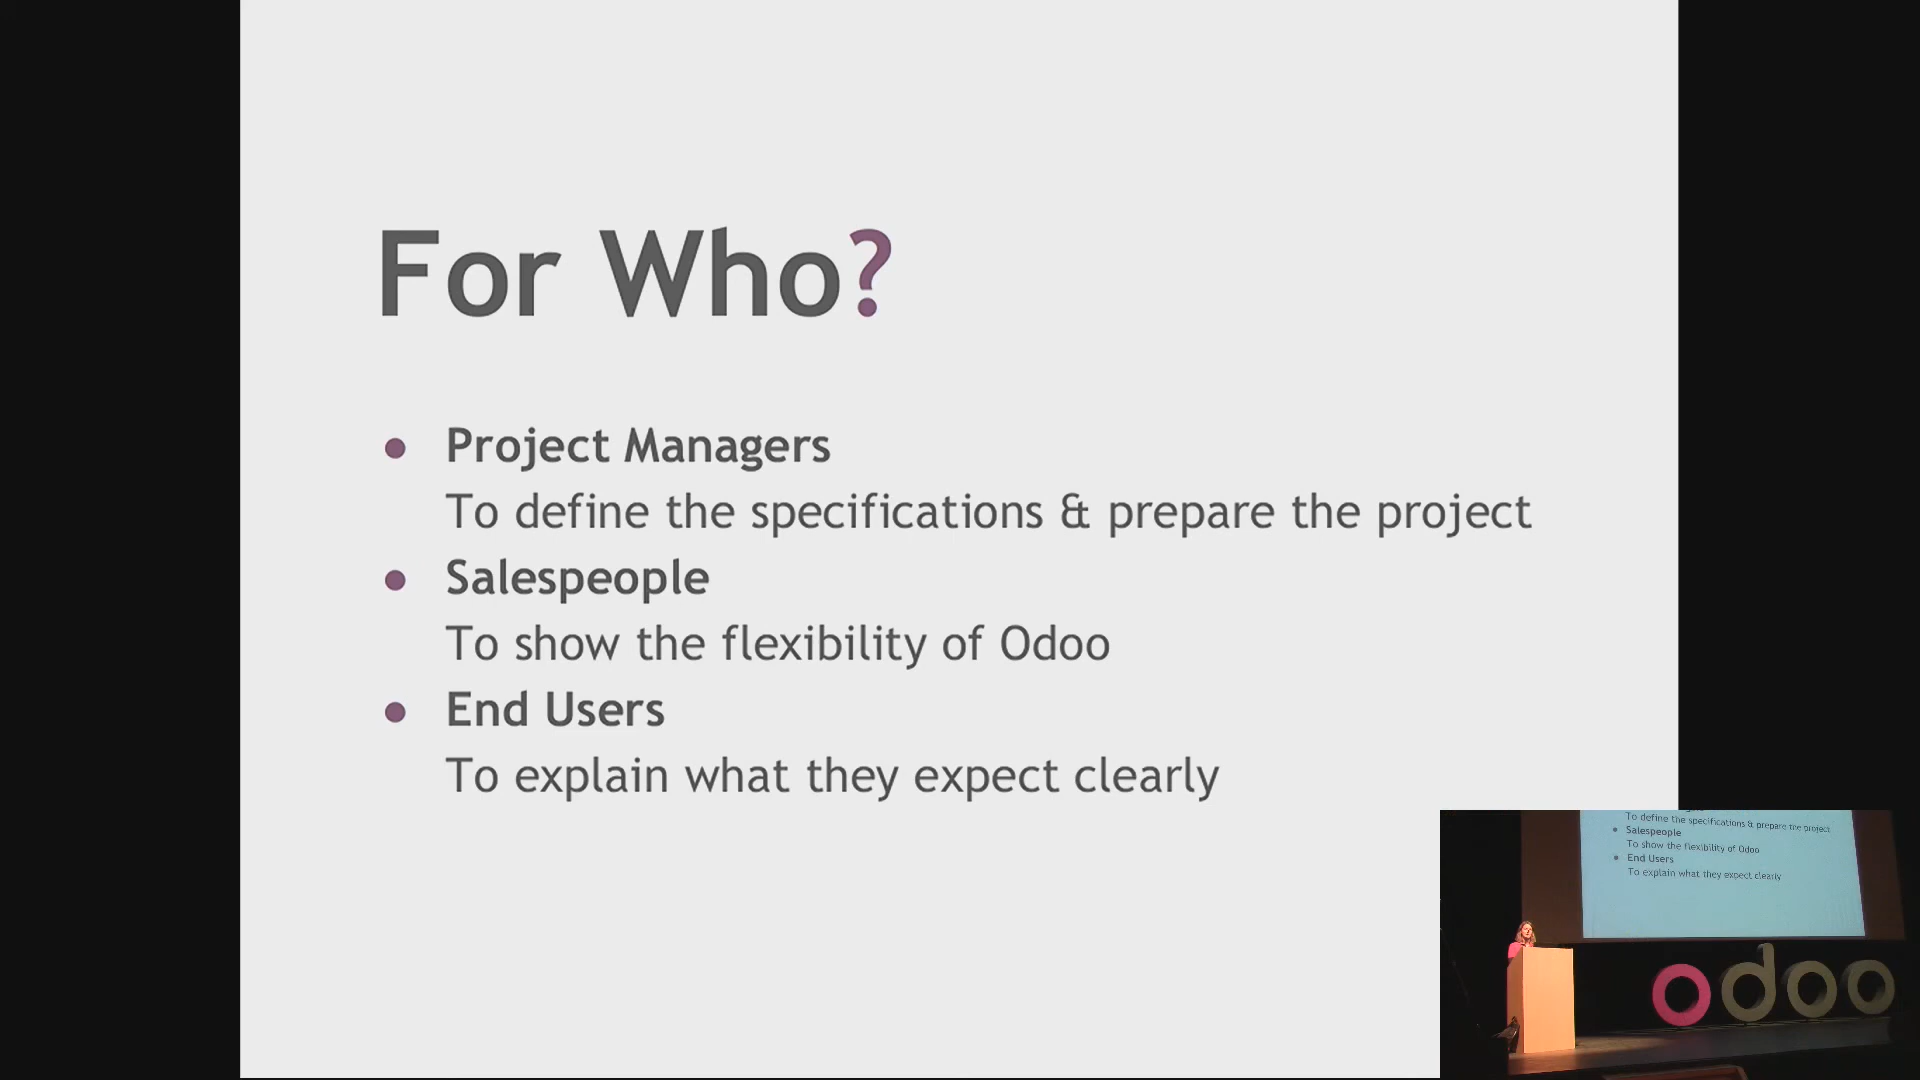 For Who?
● Project Managers
To define the specifications & prepare the project
● Salespeople
To show the flexibility of Odoo
● End Users
To explain what they expect clearly
To define the specifications & prepare the project
● Salespeople
To show the flexibility of Odoo
● End Users
To explain what they expect clearly
odoo